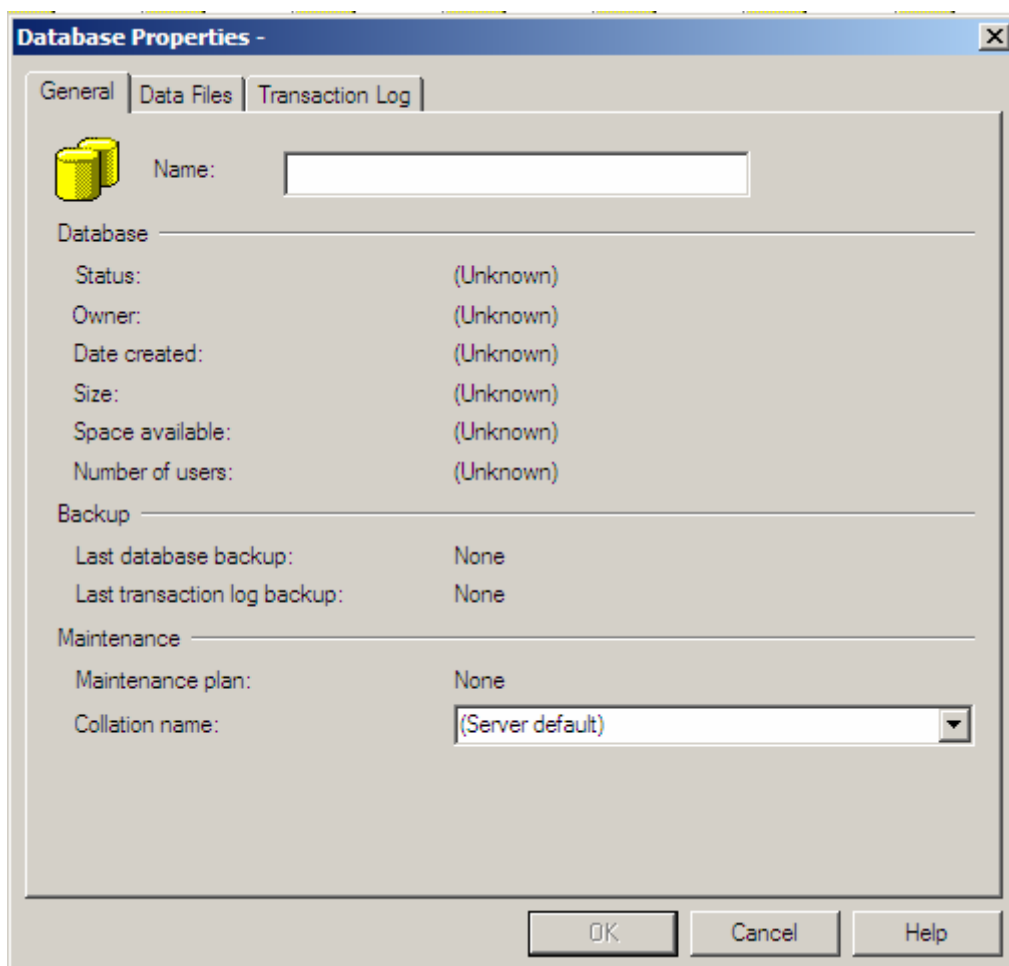 Database Properties -
General Data Files Transaction Log
Name:
Database
Status: (Unknown)
Owner: (Unknown)
Date created: (Unknown)
Size: (Unknown)
Space available: (Unknown)
Number of users: (Unknown)
Backup
Last database backup: None
Last transaction log backup: None
Maintenance
Maintenance plan: None
Collation name: (Server default)
OK Cancel Help